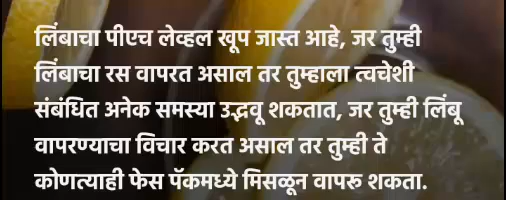 लिंबाचा पीएच लेव्हल खूप जास्त आहे, जर तुम्ही
लिंबाचा रस वापरत असाल तर तुम्हाला त्वचेशी
संबंधित अनेक समस्या उद्भवू शकतात, जर तुम्ही लिंबू
वापरण्याचा विचार करत असाल तर तुम्ही ते
कोणत्याही फेस पॅकमध्ये मिसळून वापरू शकता.